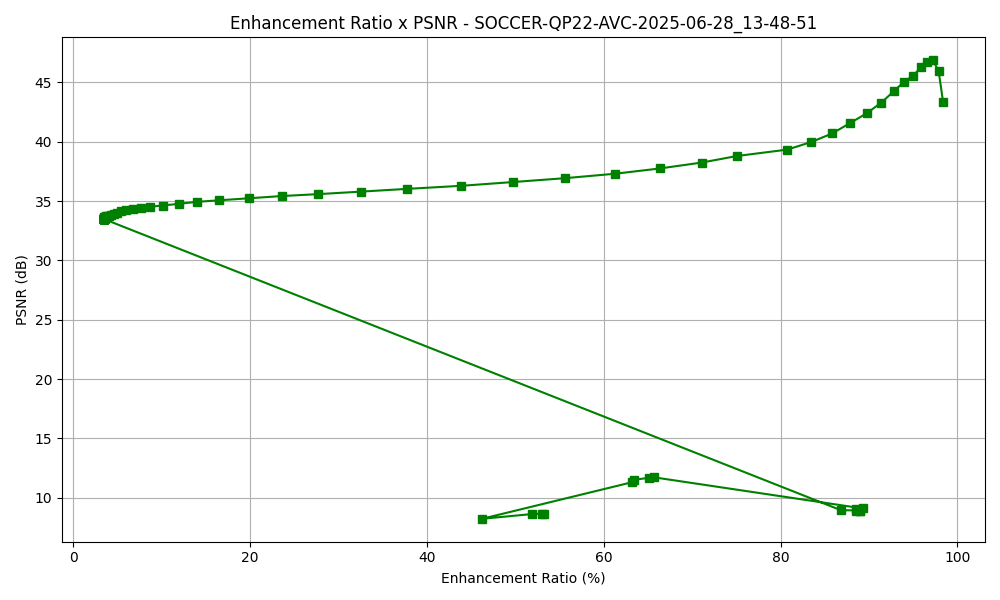 Enhancement Ratio x PSNR - SOCCER-QP22-AVC-2025-06-28_13-48-51
PSNR (dB)
45
40
35
30
25
20
15
10
0 20 40 60 80 100
Enhancement Ratio (%)